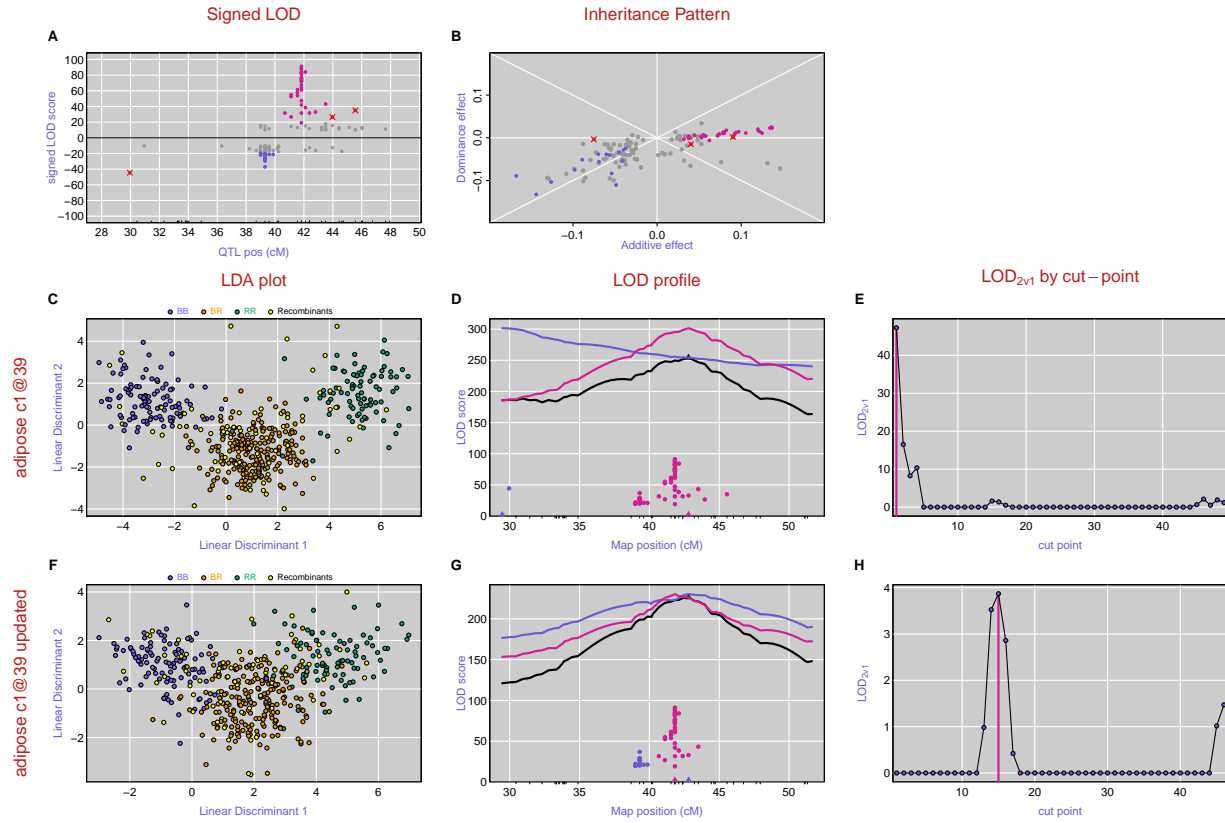 Signed LOD
Inheritance Pattern
A
B
100
80
60
40
20
0
−20
−40
−60
−80
−100
signed LOD score
28 30 32 34 36 38 40 42 44 46 48 50
QTL pos (cM)
0.1
0.0
−0.1
Dominance effect
−0.1 0.0 0.1
Additive effect
LDA plot
LOD profile
LOD2v1 by cut−point
adipose c1@39
C
BB BR RR Recombinants
4
2
0
−2
−4
Linear Discriminant 2
−4 −2 0 2 4 6
Linear Discriminant 1
D
300
250
200
150
100
50
0
LOD score
30 35 40 45 50
Map position (cM)
E
40
30
20
10
0
LOD2v1
10 20 30 40
cut point
adipose c1@39 updated
F
BB BR RR Recombinants
4
2
0
−2
Linear Discriminant 2
−2 0 2 4 6
Linear Discriminant 1
G
200
150
100
50
0
LOD score
30 35 40 45 50
Map position (cM)
H
4
3
2
1
0
LOD2v1
10 20 30 40
cut point